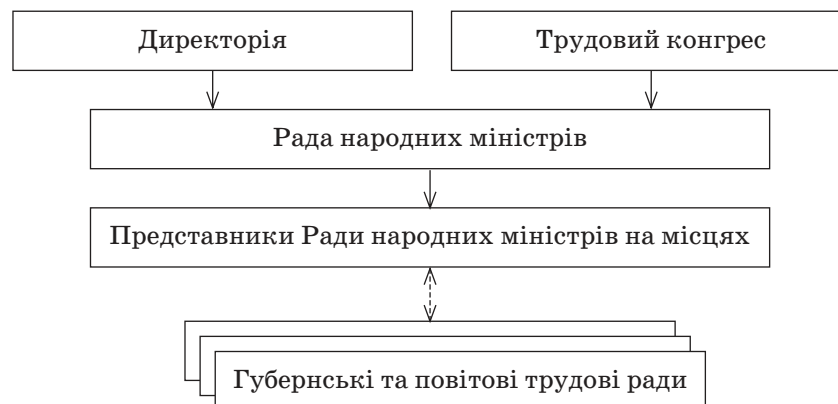 Директорія
Трудовий конгрес
Рада народних міністрів
Представники Ради народних міністрів на місцях
Губернські та повітові трудові ради